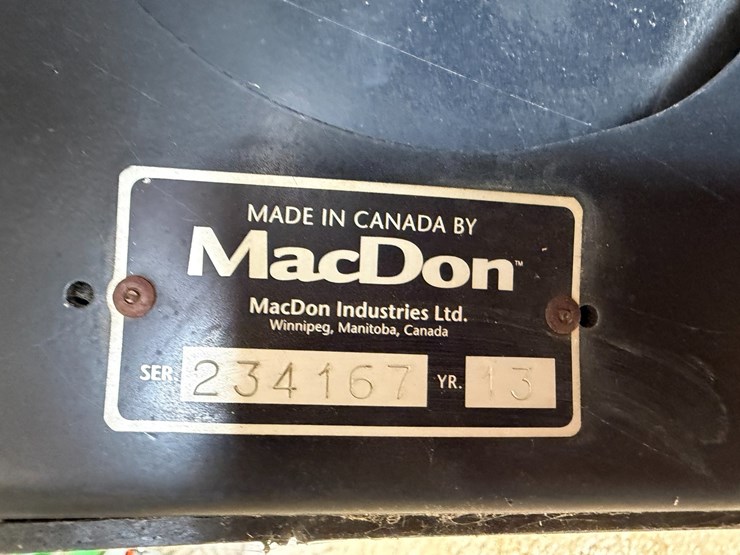 MADE IN CANADA BY
MacDon™
MacDon Industries Ltd.
Winnipeg, Manitoba, Canada
SER 234167 YR. 13